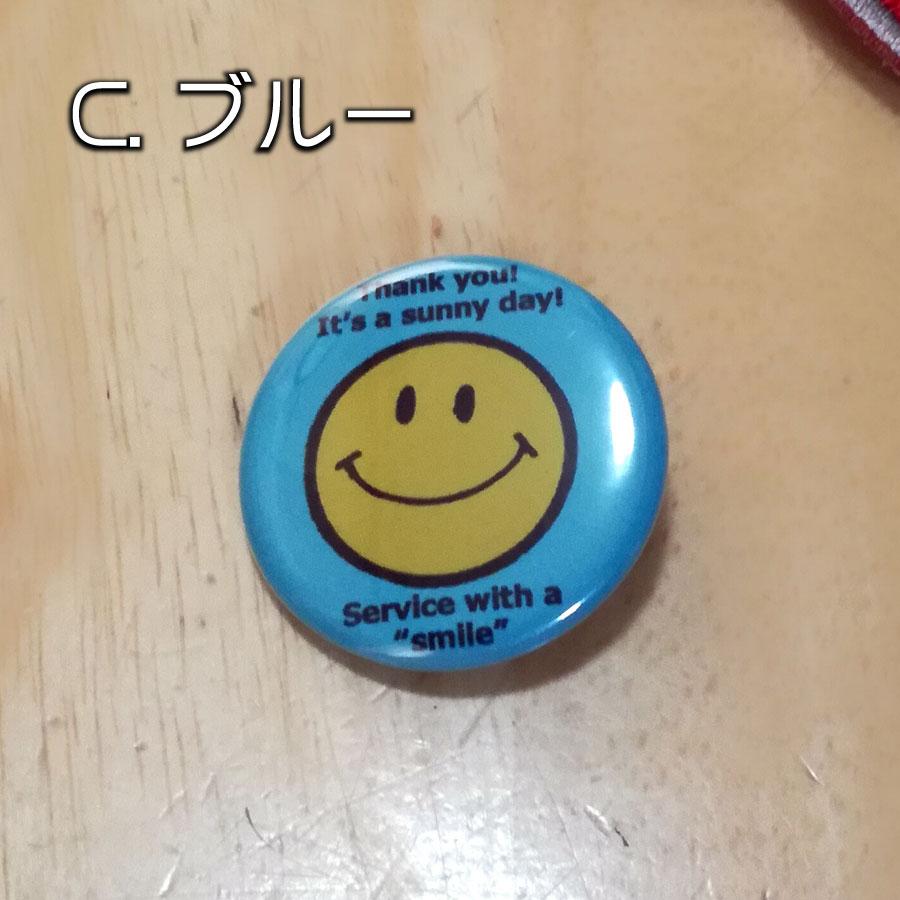 C. ブルー
Thank you!
It's a sunny day!
Service with a
"smile"